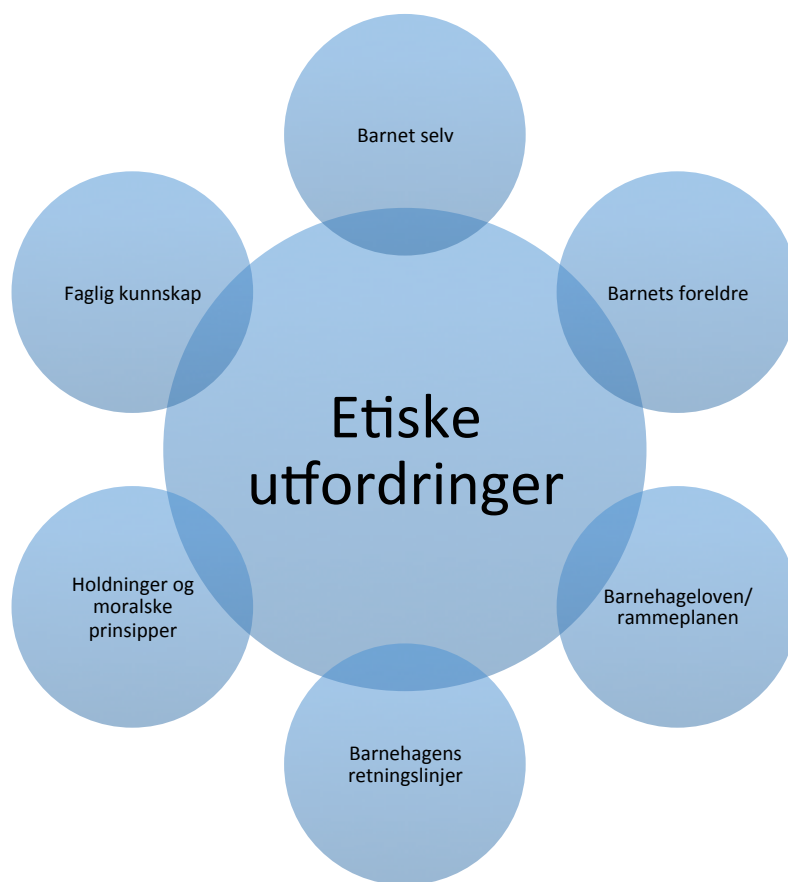 Barnet selv
Faglig kunnskap
Barnets foreldre
Etiske
utfordringer
Holdninger og
moralske
prinsipper
Barnehageloven/
rammeplanen
Barnehagens
retningslinjer